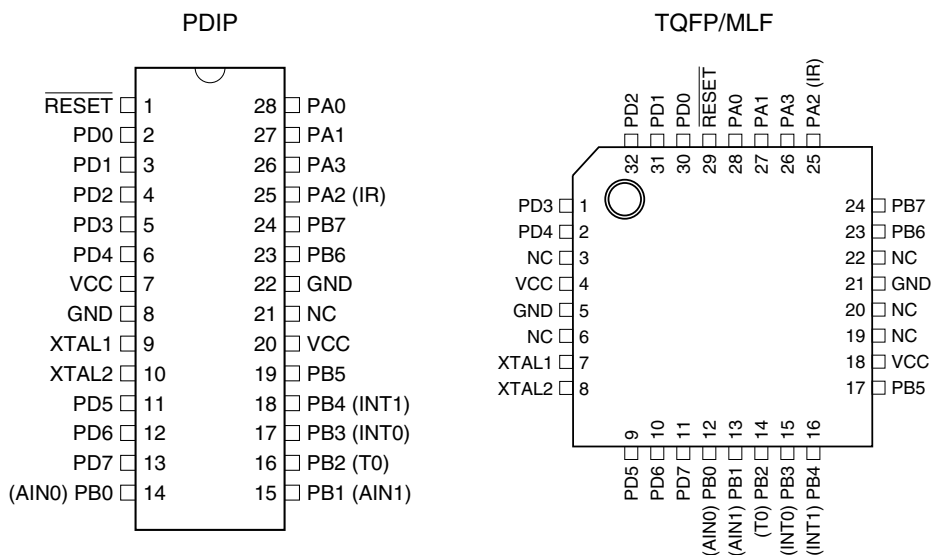 PDIP
RESET 1 28 PA0
PD0 2 27 PA1
PD1 3 26 PA3
PD2 4 25 PA2 (IR)
PD3 5 24 PB7
PD4 6 23 PB6
VCC 7 22 GND
GND 8 21 NC
XTAL1 9 20 VCC
XTAL2 10 19 PB5
PD5 11 18 PB4 (INT1)
PD6 12 17 PB3 (INT0)
PD7 13 16 PB2 (T0)
(AIN0) PB0 14 15 PB1 (AIN1)
TQFP/MLF
PD2 PD1 PD0 RESET PA0 PA1 PA3 PA2 (IR)
32 31 30 29 28 27 26 25
PD3 1 24 PB7
PD4 2 23 PB6
NC 3 22 NC
VCC 4 21 GND
GND 5 20 NC
NC 6 19 NC
XTAL1 7 18 VCC
XTAL2 8 17 PB5
9 10 11 12 13 14 15 16
PD5 PD6 PD7 (AIN0) PB0 (AIN1) PB1 (T0) PB2 (INT0) PB3 (INT1) PB4